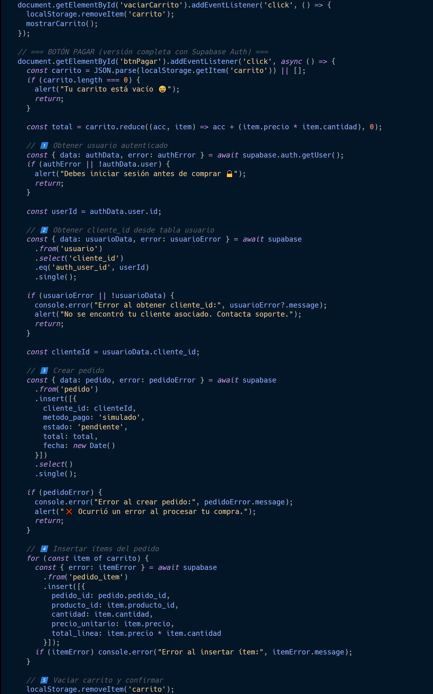 document.getElementById('vaciarCarrito').addEventListener('click', () => {
  localStorage.removeItem('carrito');
  mostrarCarrito();
});

// === BOTÓN PAGAR (versión completa con Supabase Auth) ===
document.getElementById('btnPagar').addEventListener('click', async () => {
  const carrito = JSON.parse(localStorage.getItem('carrito')) || [];
  if (carrito.length === 0) {
    alert("Tu carrito está vacío 😅");
    return;
  }

  const total = carrito.reduce((acc, item) => acc + (item.precio * item.cantidad), 0);

  // 1️⃣ Obtener usuario autenticado
  const { data: authData, error: authError } = await supabase.auth.getUser();
  if (authError || !authData.user) {
    alert("Debes iniciar sesión antes de comprar 🔒");
    return;
  }

  const userId = authData.user.id;

  // 2️⃣ Obtener cliente_id desde tabla usuario
  const { data: usuarioData, error: usuarioError } = await supabase
    .from('usuario')
    .select('cliente_id')
    .eq('auth_user_id', userId)
    .single();

  if (usuarioError || !usuarioData) {
    console.error("Error al obtener cliente_id:", usuarioError?.message);
    alert("No se encontró tu cliente asociado. Contacta soporte.");
    return;
  }

  const clienteId = usuarioData.cliente_id;

  // 3️⃣ Crear pedido
  const { data: pedido, error: pedidoError } = await supabase
    .from('pedido')
    .insert([{
      cliente_id: clienteId,
      metodo_pago: 'simulado',
      estado: 'pendiente',
      total: total,
      fecha: new Date()
    }])
    .select()
    .single();

  if (pedidoError) {
    console.error("Error al crear pedido:", pedidoError.message);
    alert("❌ Ocurrió un error al procesar tu compra.");
    return;
  }

  // 4️⃣ Insertar ítems del pedido
  for (const item of carrito) {
    const { error: itemError } = await supabase
      .from('pedido_item')
      .insert([{
        pedido_id: pedido.pedido_id,
        producto_id: item.producto_id,
        cantidad: item.cantidad,
        precio_unitario: item.precio,
        total_linea: item.precio * item.cantidad
      }]);
    if (itemError) console.error("Error al insertar ítem:", itemError.message);
  }

  // 5️⃣ Vaciar carrito y confirmar
  localStorage.removeItem('carrito');